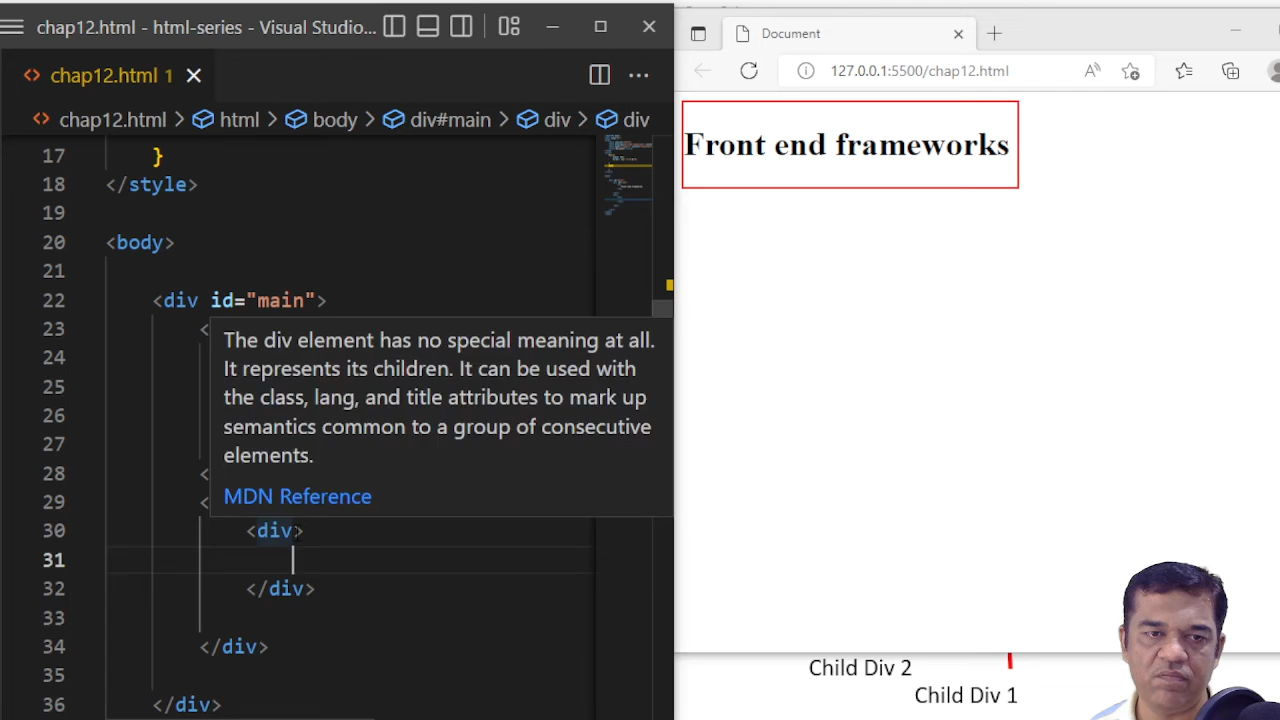 chap12.html - html-series - Visual Studio...
chap12.html 1
chap12.html > html > body > div#main > div > div
17 }
18 </style>
19
20 <body>
21
22 <div id="main">
23 <
24
25
26
27
28 <
29 <
30 <div>
31
32 </div>
33
34 </div>
35
36 </div>
The div element has no special meaning at all.
It represents its children. It can be used with
the class, lang, and title attributes to mark up
semantics common to a group of consecutive
elements.
MDN Reference
Document
127.0.0.1:5500/chap12.html
Front end frameworks
Child Div 2
Child Div 1